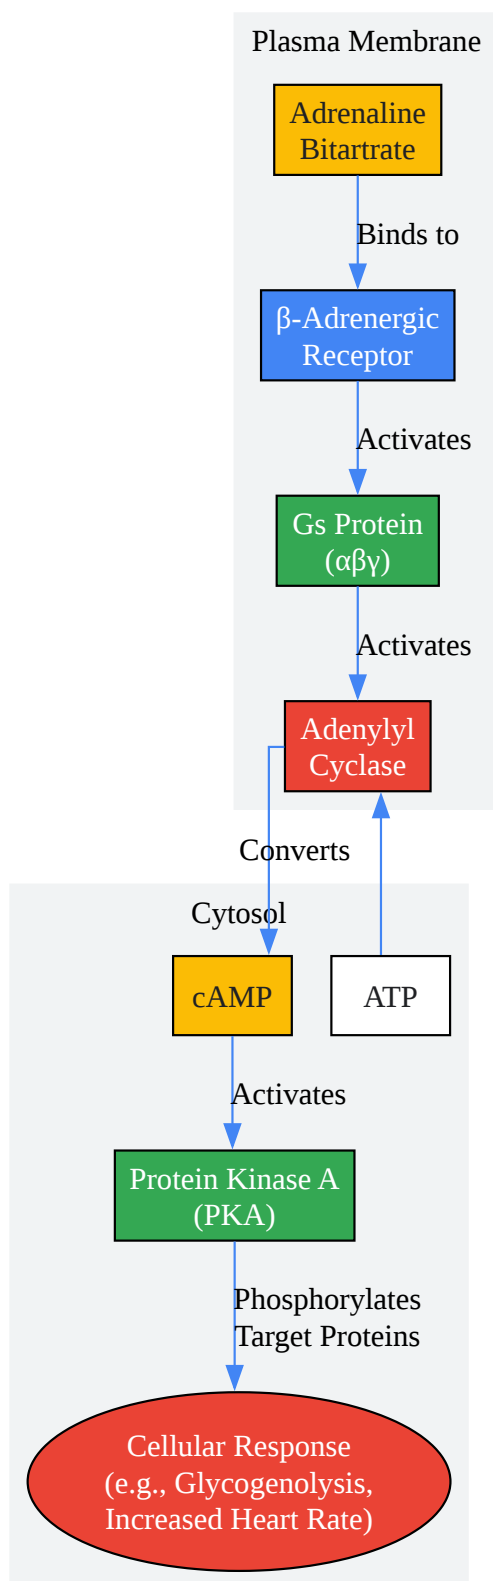 Plasma Membrane
Adrenaline
Bitartrate
Binds to
β-Adrenergic
Receptor
Activates
Gs Protein
(αβγ)
Activates
Adenylyl
Cyclase
Converts
Cytosol
cAMP
ATP
Activates
Protein Kinase A
(PKA)
Phosphorylates
Target Proteins
Cellular Response
(e.g., Glycogenolysis,
Increased Heart Rate)